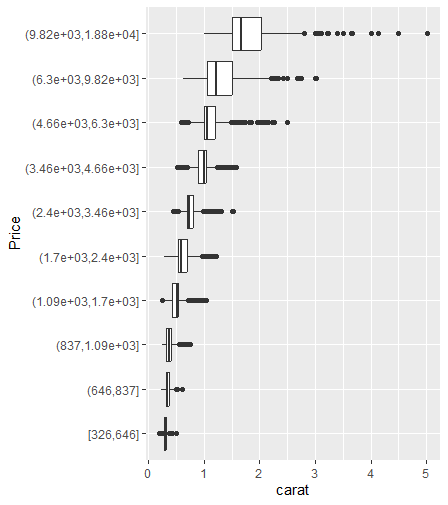 (9.82e+03,1.88e+04]
(6.3e+03,9.82e+03]
(4.66e+03,6.3e+03]
(3.46e+03,4.66e+03]
(2.4e+03,3.46e+03]
(1.7e+03,2.4e+03]
(1.09e+03,1.7e+03]
(837,1.09e+03]
(646,837]
[326,646]
Price
0 1 2 3 4 5
carat